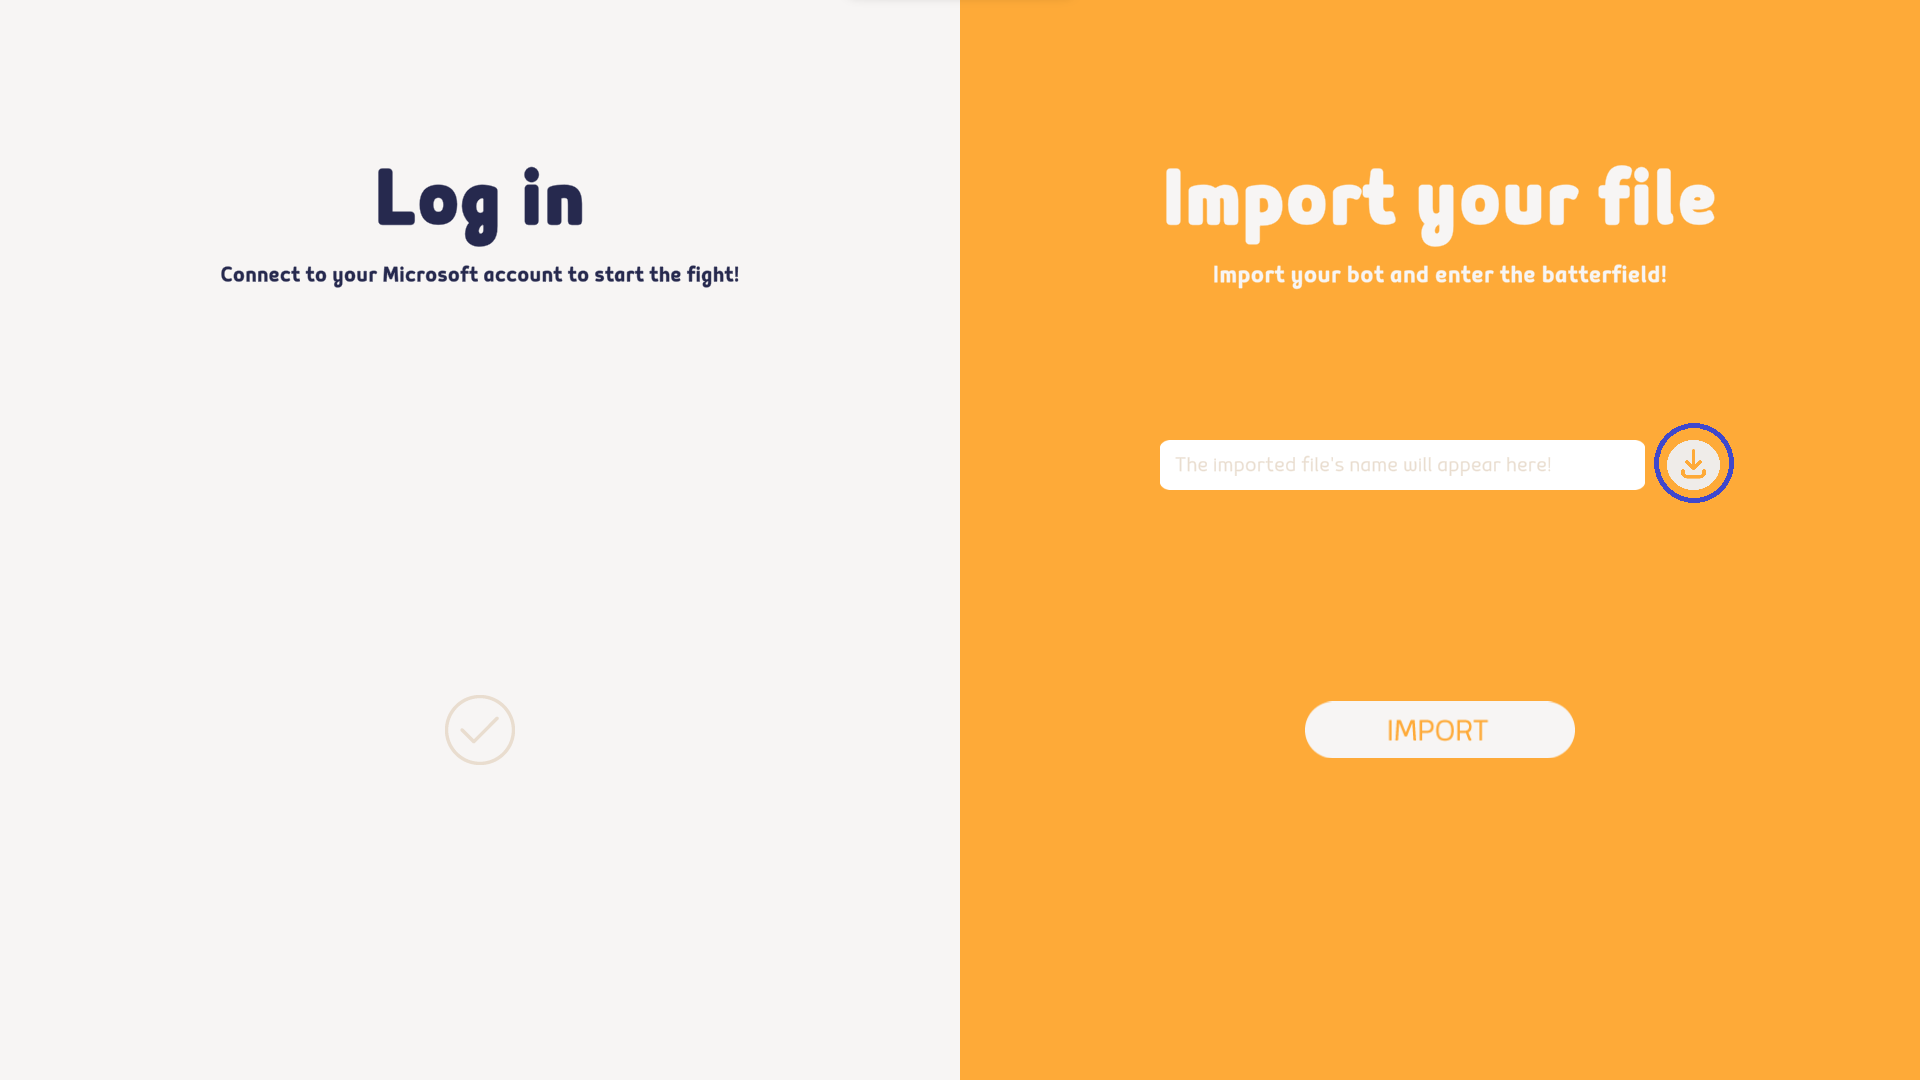 Log in
Connect to your Microsoft account to start the fight!
Import your file
Import your bot and enter the batterfield!
The imported file's name will appear here!
IMPORT